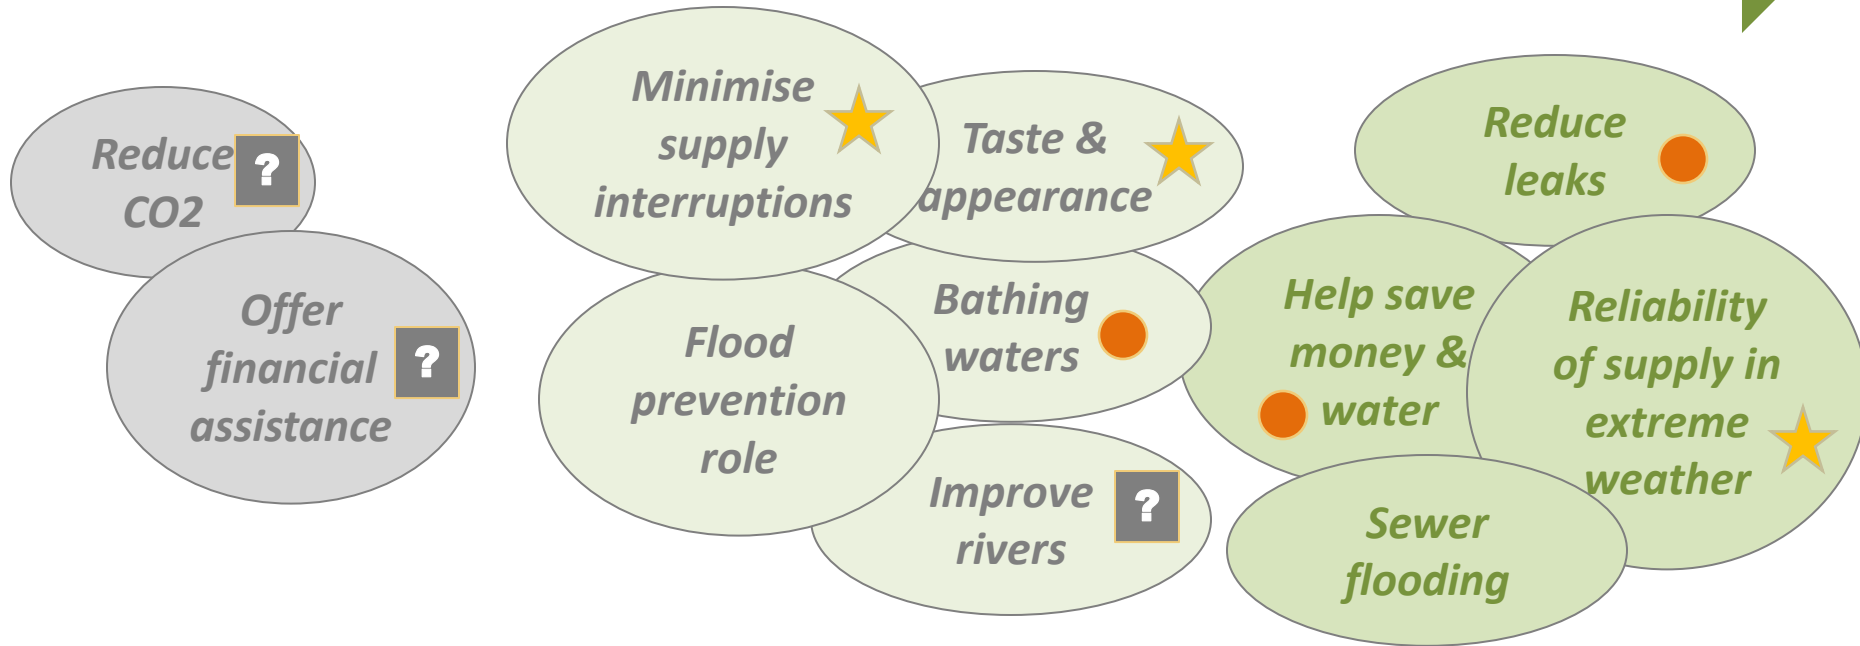 Reduce
CO2
?
Offer
financial
assistance
?
Minimise
supply
interruptions
Taste &
appearance
Flood
prevention
role
Bathing
waters
Improve
rivers
?
Reduce
leaks
Help save
money &
water
Reliability
of supply in
extreme
weather
Sewer
flooding